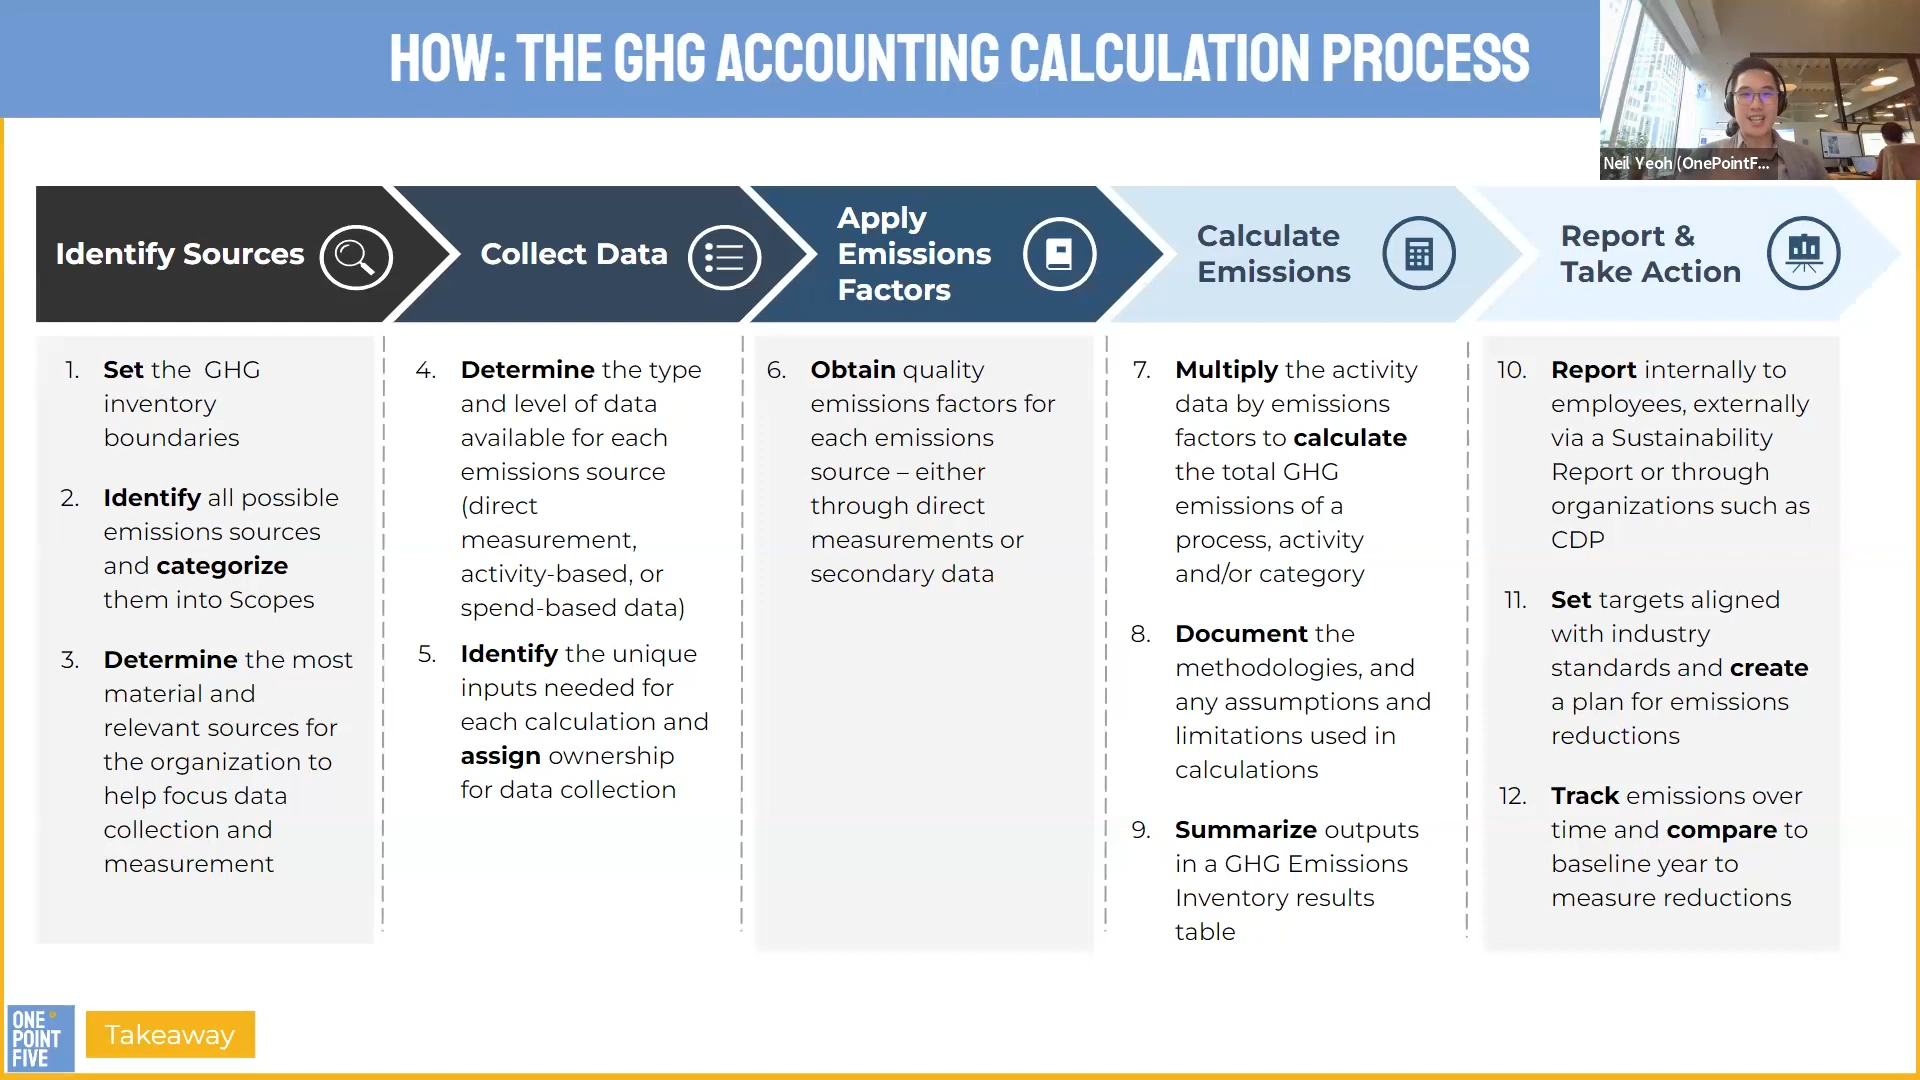 HOW: THE GHG ACCOUNTING CALCULATION PROCESS
Neil Yeoh (OnePointF...
Identify Sources
1. Set the GHG
inventory
boundaries
2. Identify all possible
emissions sources
and categorize
them into Scopes
3. Determine the most
material and
relevant sources for
the organization to
help focus data
collection and
measurement
Collect Data
4. Determine the type
and level of data
available for each
emissions source
(direct
measurement,
activity-based, or
spend-based data)
5. Identify the unique
inputs needed for
each calculation and
assign ownership
for data collection
Apply
Emissions
Factors
6. Obtain quality
emissions factors for
each emissions
source – either
through direct
measurements or
secondary data
Calculate
Emissions
7. Multiply the activity
data by emissions
factors to calculate
the total GHG
emissions of a
process, activity
and/or category
8. Document the
methodologies, and
any assumptions and
limitations used in
calculations
9. Summarize outputs
in a GHG Emissions
Inventory results
table
Report &
Take Action
10. Report internally to
employees, externally
via a Sustainability
Report or through
organizations such as
CDP
11. Set targets aligned
with industry
standards and create
a plan for emissions
reductions
12. Track emissions over
time and compare to
baseline year to
measure reductions
ONE
POINT
FIVE
Takeaway